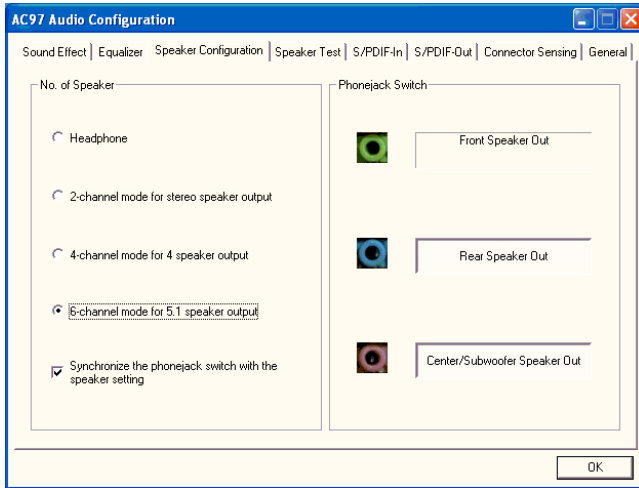 AC97 Audio Configuration
Sound Effect
Equalizer
Speaker Configuration
Speaker Test
S/PDIF-In
S/PDIF-Out
Connector Sensing
General
No. of Speaker
Headphone
2-channel mode for stereo speaker output
4-channel mode for 4 speaker output
6-channel mode for 5.1 speaker output
Synchronize the phonejack switch with the
speaker setting
Phonejack Switch
Front Speaker Out
Rear Speaker Out
Center/Subwoofer Speaker Out
OK